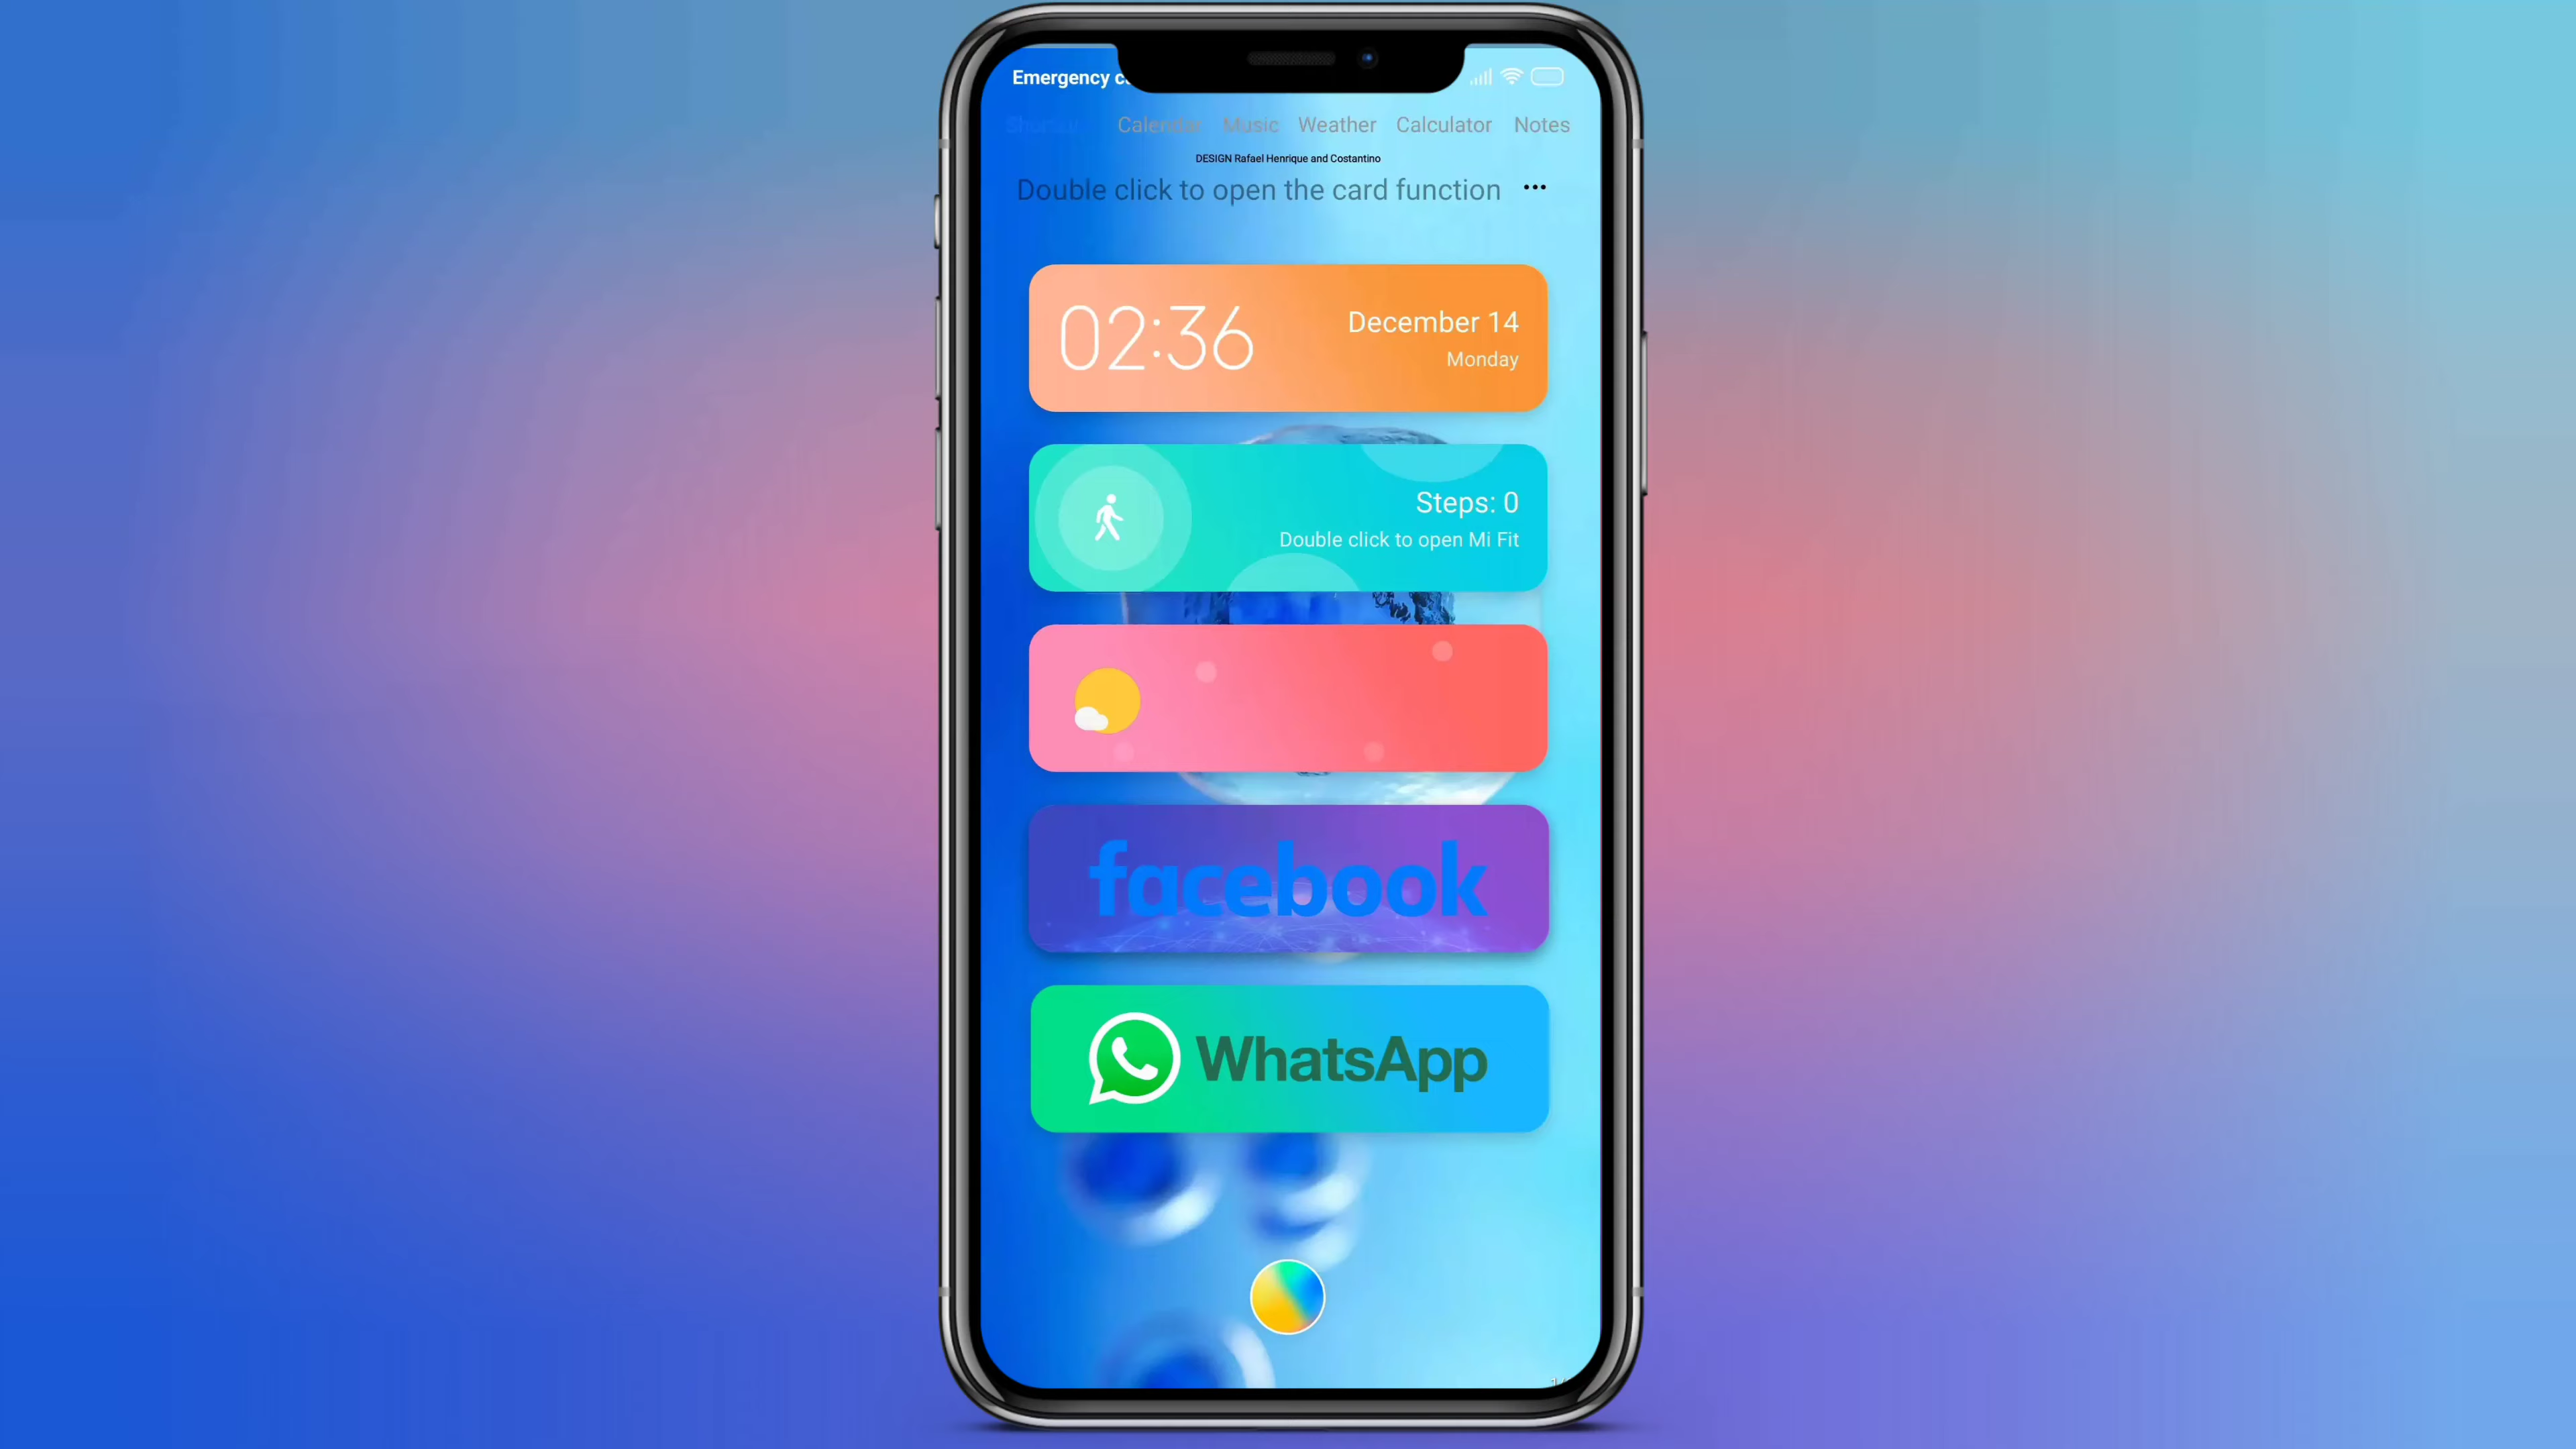 Emergency
Calendar Music Weather Calculator Notes
DESIGN Rafael Henrique and Costantino
Double click to open the card function
02:36
December 14
Monday
Steps: 0
Double click to open Mi Fit
facebook
WhatsApp